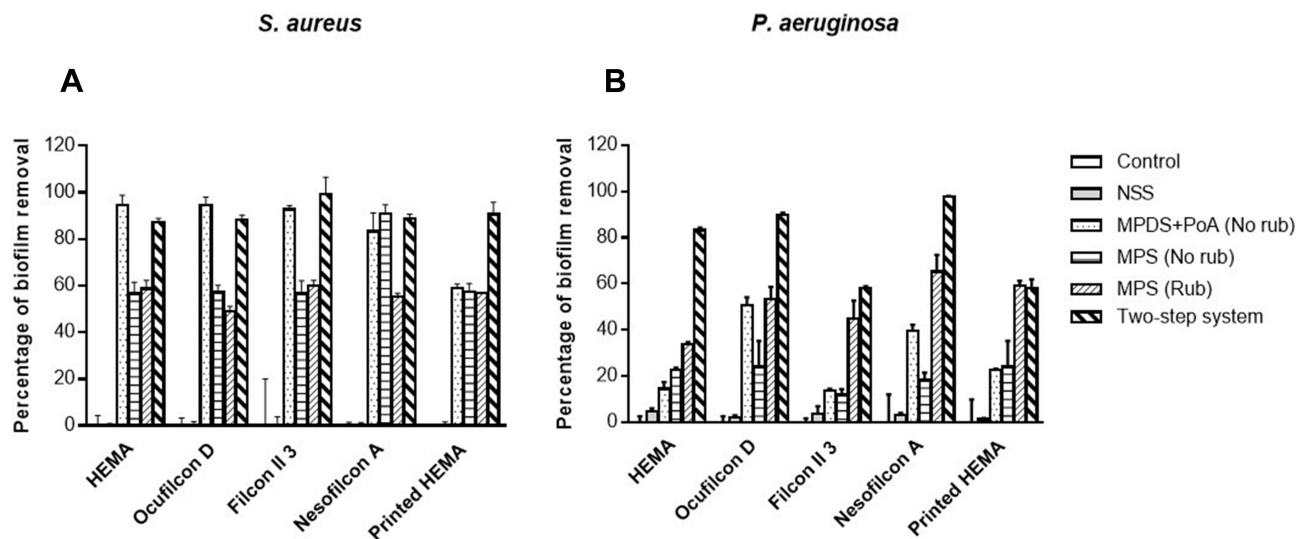 S. aureus
P. aeruginosa
A
B
Percentage of biofilm removal
120
100
80
60
40
20
0
HEMA
Ocufilcon D
Filcon II 3
Nesofilcon A
Printed HEMA
Percentage of biofilm removal
120
100
80
60
40
20
0
HEMA
Ocufilcon D
Filcon II 3
Nesofilcon A
Printed HEMA
Control
NSS
MPDS+PoA (No rub)
MPS (No rub)
MPS (Rub)
Two-step system